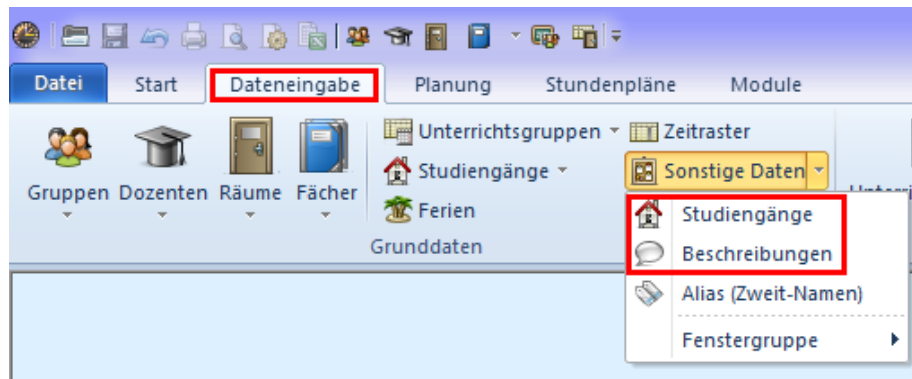 Datei Start Dateneingabe Planung Stundenpläne Module
Unterrichtsgruppen Zeitraster
Studiengänge Sonstige Daten
Gruppen Dozenten Räume Fächer
Ferien
Grunddaten
Studiengänge
Beschreibungen
Alias (Zweit-Namen)
Fenstergruppe